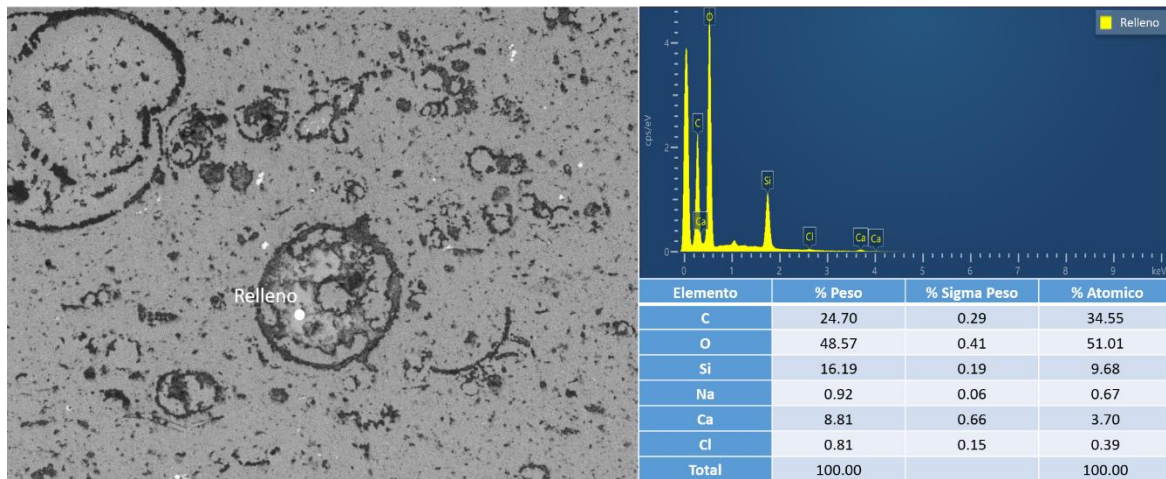 Relleno
Relleno
cps/eV
4
2
0
O
C
Ca
Si
Cl
Ca
Ca
0 1 2 3 4 5 6 7 8 9 keV
Elemento % Peso % Sigma Peso % Atomico
C 24.70 0.29 34.55
O 48.57 0.41 51.01
Si 16.19 0.19 9.68
Na 0.92 0.06 0.67
Ca 8.81 0.66 3.70
Cl 0.81 0.15 0.39
Total 100.00 100.00